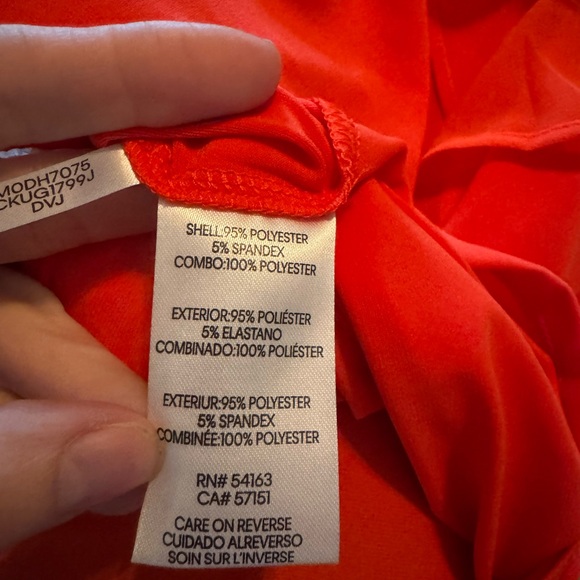 M0DH7075
CKUG1799J
DVJ
SHELL:95% POLYESTER
5% SPANDEX
COMBO:100% POLYESTER
EXTERIOR:95% POLIÉSTER
5% ELASTANO
COMBINADO:100% POLIÉSTER
EXTERIUR:95% POLYESTER
5% SPANDEX
COMBINÉE:100% POLYESTER
RN# 54163
CA# 57151
CARE ON REVERSE
CUIDADO ALREVERSO
SOIN SUR L'INVERSE